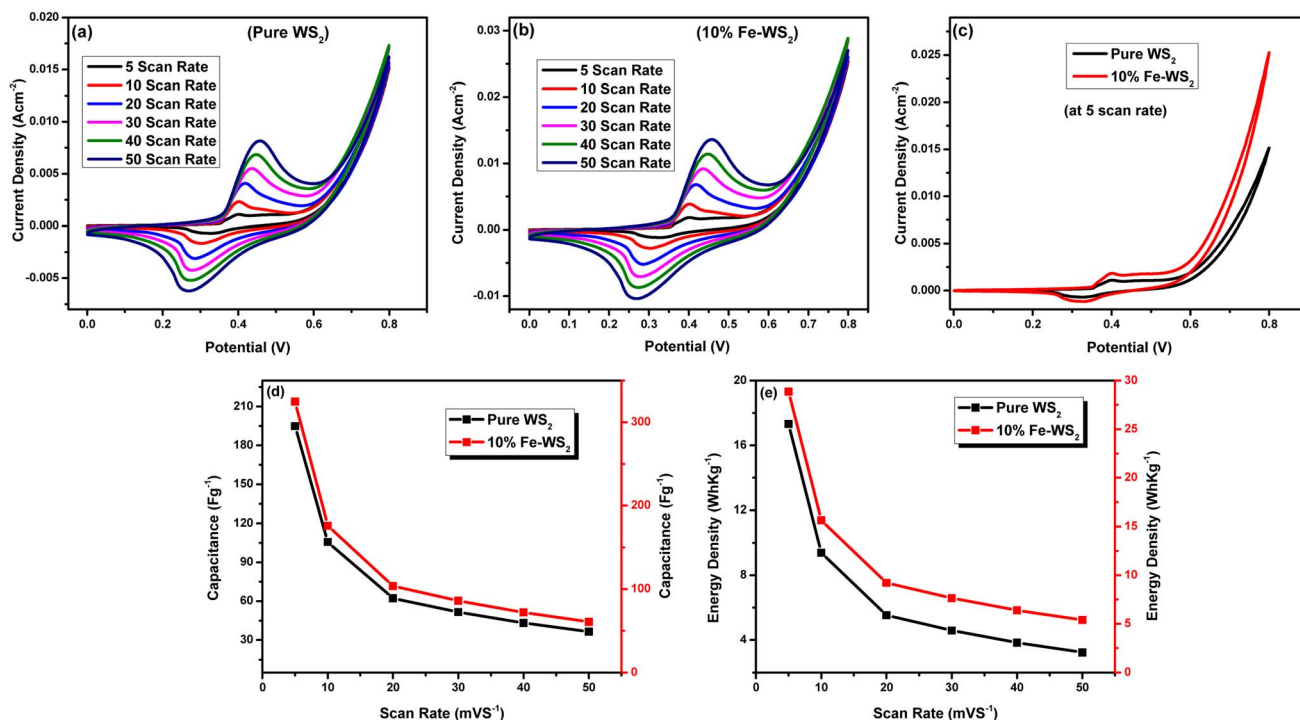 (a)
(Pure WS₂)
5 Scan Rate
10 Scan Rate
20 Scan Rate
30 Scan Rate
40 Scan Rate
50 Scan Rate
Current Density (Acm⁻²)
0.020
0.015
0.010
0.005
0.000
-0.005
0.0 0.2 0.4 0.6 0.8
Potential (V)
(b)
(10% Fe-WS₂)
5 Scan Rate
10 Scan Rate
20 Scan Rate
30 Scan Rate
40 Scan Rate
50 Scan Rate
Current Density (Acm⁻²)
0.03
0.02
0.01
0.00
-0.01
0.0 0.1 0.2 0.3 0.4 0.5 0.6 0.7 0.8
Potential (V)
(c)
Pure WS₂
10% Fe-WS₂
(at 5 scan rate)
Current Density (Acm⁻²)
0.025
0.020
0.015
0.010
0.005
0.000
0.0 0.2 0.4 0.6 0.8
Potential (V)
(d)
Pure WS₂
10% Fe-WS₂
Capacitance (Fg⁻¹)
210
180
150
120
90
60
30
Capacitance (Fg⁻¹)
300
200
100
0
0 10 20 30 40 50
Scan Rate (mVS⁻¹)
(e)
Pure WS₂
10% Fe-WS₂
Energy Density (WhKg⁻¹)
20
16
12
8
4
Energy Density (WhKg⁻¹)
30
25
20
15
10
5
0
0 10 20 30 40 50
Scan Rate (mVS⁻¹)